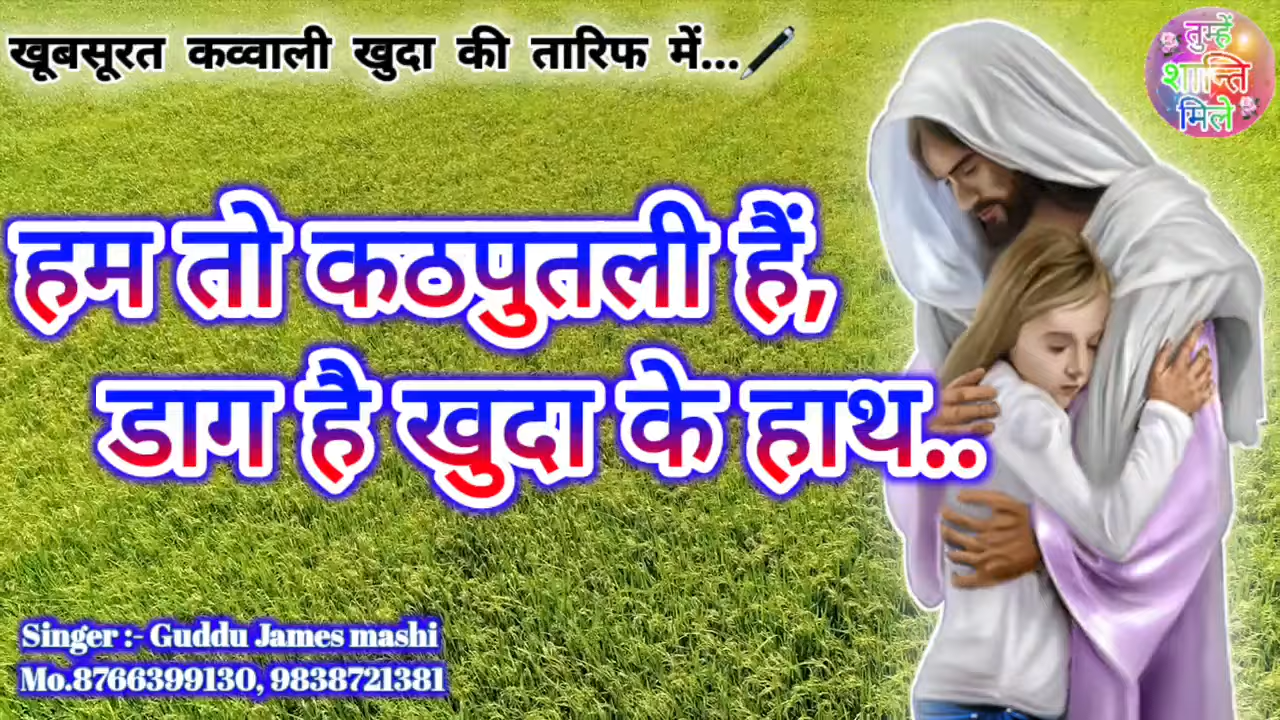 खूबसूरत कव्वाली खुदा की तारिफ में...
तुम्हें
शान्ति
मिले
हम तो कठपुतली हैं,
डाग है खुदा के हाथ..
Singer :- Guddu James mashi
Mo.8766399130, 9838721381